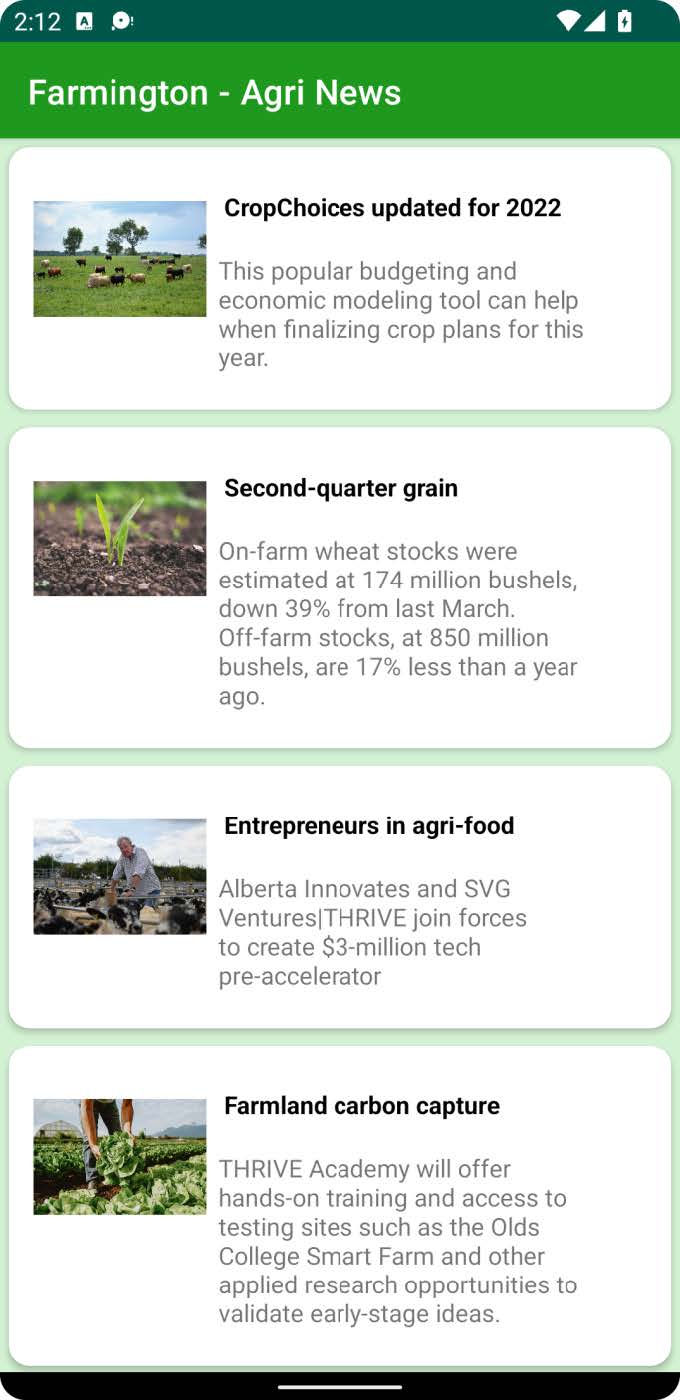 2:12
Farmington - Agri News
CropChoices updated for 2022
This popular budgeting and
economic modeling tool can help
when finalizing crop plans for this
year.
Second-quarter grain
On-farm wheat stocks were
estimated at 174 million bushels,
down 39% from last March.
Off-farm stocks, at 850 million
bushels, are 17% less than a year
ago.
Entrepreneurs in agri-food
Alberta Innovates and SVG
Ventures|THRIVE join forces
to create $3-million tech
pre-accelerator
Farmland carbon capture
THRIVE Academy will offer
hands-on training and access to
testing sites such as the Olds
College Smart Farm and other
applied research opportunities to
validate early-stage ideas.